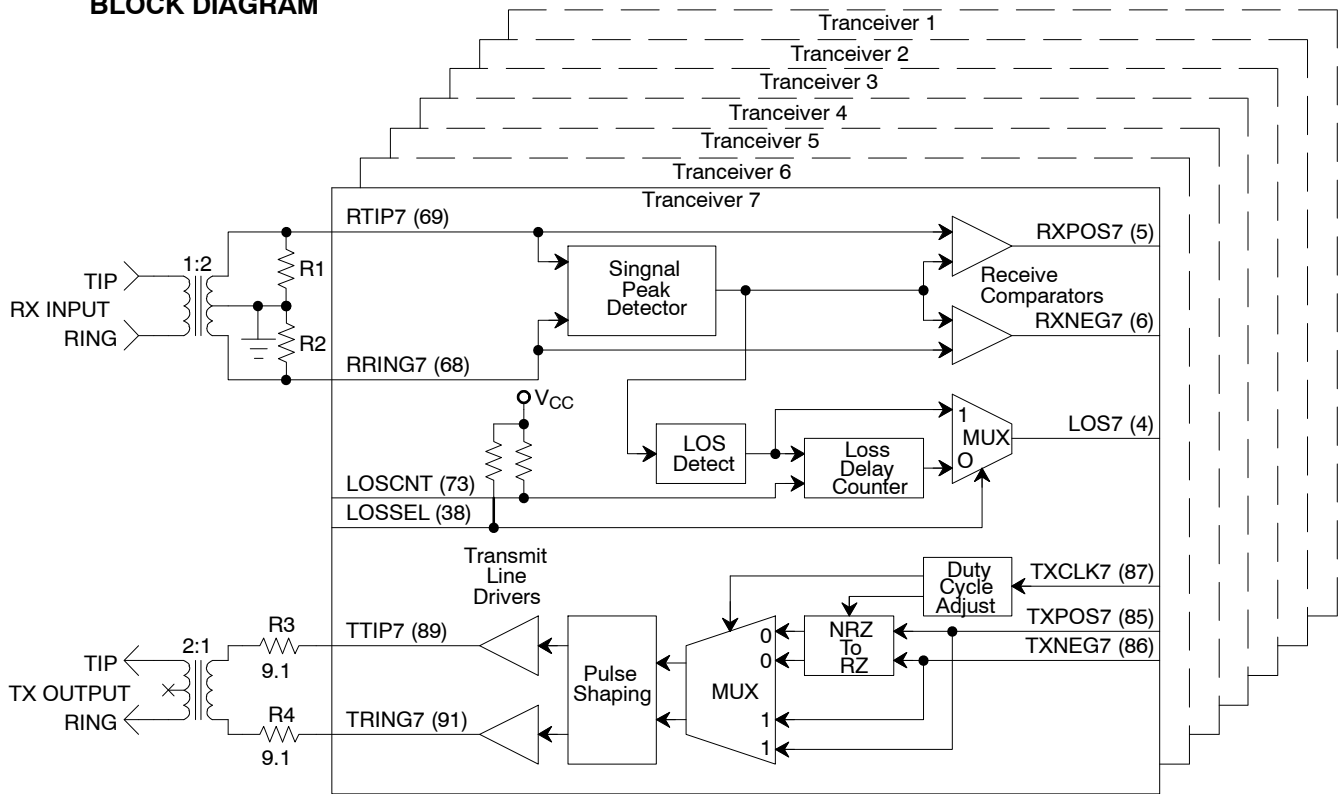 BLOCK DIAGRAM
Tranceiver 1
Tranceiver 2
Tranceiver 3
Tranceiver 4
Tranceiver 5
Tranceiver 6
Tranceiver 7
RTIP7 (69)
RXPOS7 (5)
1:2
R1
TIP
RX INPUT
RING
R2
Singnal
Peak
Detector
Receive
Comparators
RXNEG7 (6)
RRING7 (68)
VCC
LOS
Detect
Loss
Delay
Counter
1
MUX
O
LOS7 (4)
LOSCNT (73)
LOSSEL (38)
Transmit
Line
Drivers
Duty
Cycle
Adjust
TXCLK7 (87)
TXPOS7 (85)
TXNEG7 (86)
R3
9.1
TTIP7 (89)
2:1
TIP
TX OUTPUT
RING
R4
9.1
TRING7 (91)
Pulse
Shaping
MUX
0
0
1
1
NRZ
To
RZ